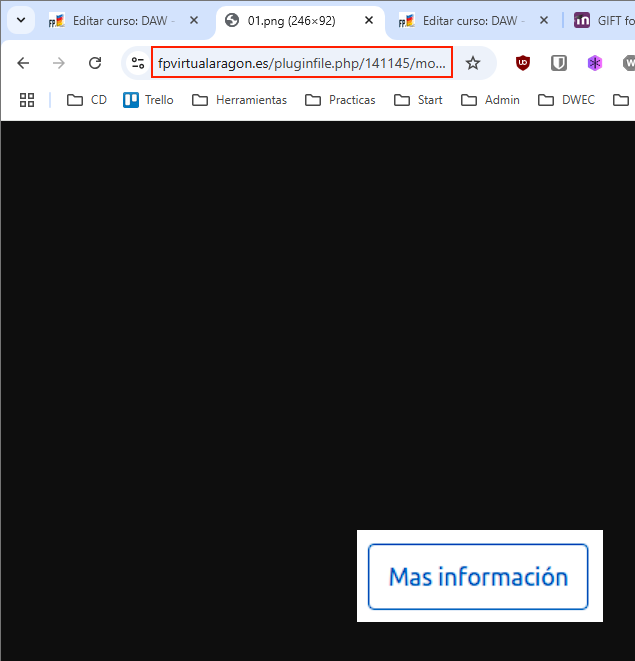 Editar curso: DAW -
01.png (246×92)
Editar curso: DAW -
GIFT fo
fpvirtualaragon.es/pluginfile.php/141145/mo...
CD
Trello
Herramientas
Practicas
Start
Admin
DWEC
Mas información